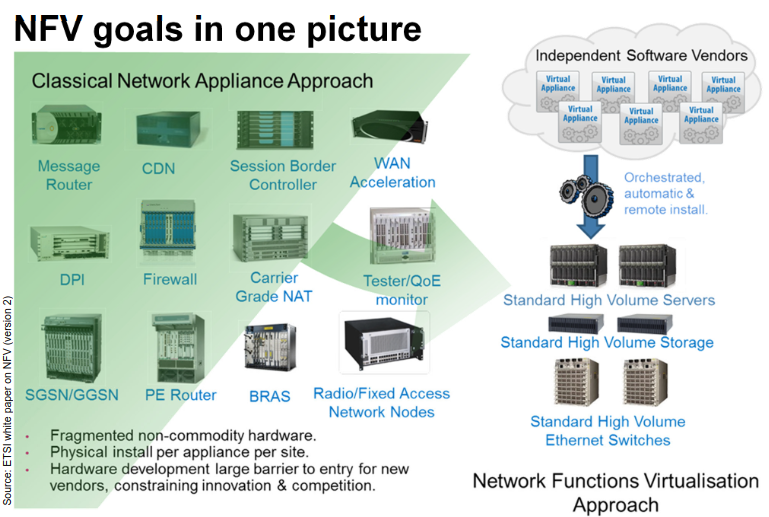 NFV goals in one picture
Classical Network Appliance Approach
Message
Router
CDN
Session Border
Controller
WAN
Acceleration
DPI
Firewall
Carrier
Grade NAT
Tester/QoE
monitor
SGSN/GGSN
PE Router
BRAS
Radio/Fixed Access
Network Nodes
• Fragmented non-commodity hardware.
• Physical install per appliance per site.
• Hardware development large barrier to entry for new
vendors, constraining innovation & competition.
Source: ETSI white paper on NFV (version 2)
Independent Software Vendors
Virtual
Appliance
Virtual
Appliance
Virtual
Appliance
Virtual
Appliance
Virtual
Appliance
Virtual
Appliance
Virtual
Appliance
Orchestrated,
automatic &
remote install.
Standard High Volume Servers
Standard High Volume Storage
Standard High Volume
Ethernet Switches
Network Functions Virtualisation
Approach